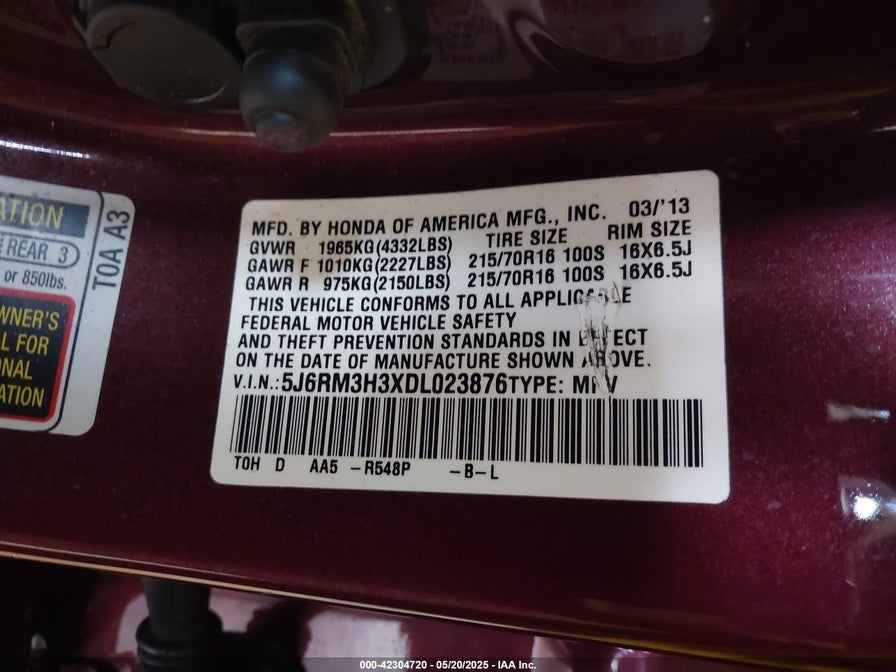 ATION
REAR 3
or 850lbs.
TOA A3
WNER'S
L FOR
ONAL
ATION
MFD. BY HONDA OF AMERICA MFG., INC. 03/'13
GVWR 1965KG(4332LBS) TIRE SIZE RIM SIZE
GAWR F 1010KG(2227LBS) 215/70R16 100S 16X6.5J
GAWR R 975KG(2150LBS) 215/70R16 100S 16X6.5J
THIS VEHICLE CONFORMS TO ALL APPLICABLE
FEDERAL MOTOR VEHICLE SAFETY
AND THEFT PREVENTION STANDARDS IN EFFECT
ON THE DATE OF MANUFACTURE SHOWN ABOVE.
V.I.N.:5J6RM3H3XDL023876TYPE: MPV
TOH D AA5 -R548P -B-L
000-42304720 - 05/20/2025 - IAA Inc.